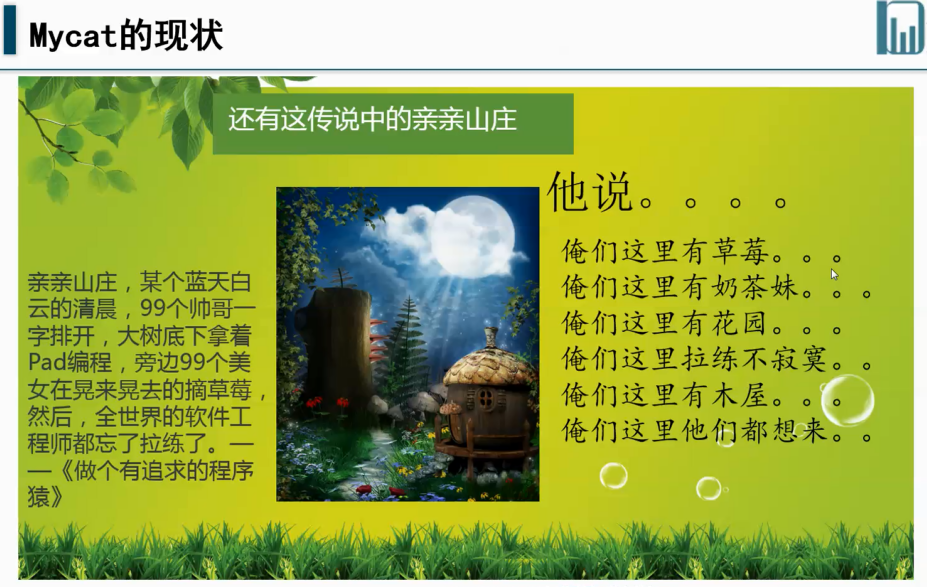 Mycat的现状
还有这传说中的亲亲山庄
他说。。。。
俺们这里有草莓。。。
俺们这里有奶茶妹。。。
俺们这里有花园。。。
俺们这里拉练不寂寞。。
俺们这里有木屋。。。
俺们这里他们都想来。。
亲亲山庄，某个蓝天白
云的清晨，99个帅哥一
字排开，大树底下拿着
Pad编程，旁边99个美
女在晃来晃去的摘草莓，
然后，全世界的软件工
程师都忘了拉练了。—
—《做个有追求的程序
猿》